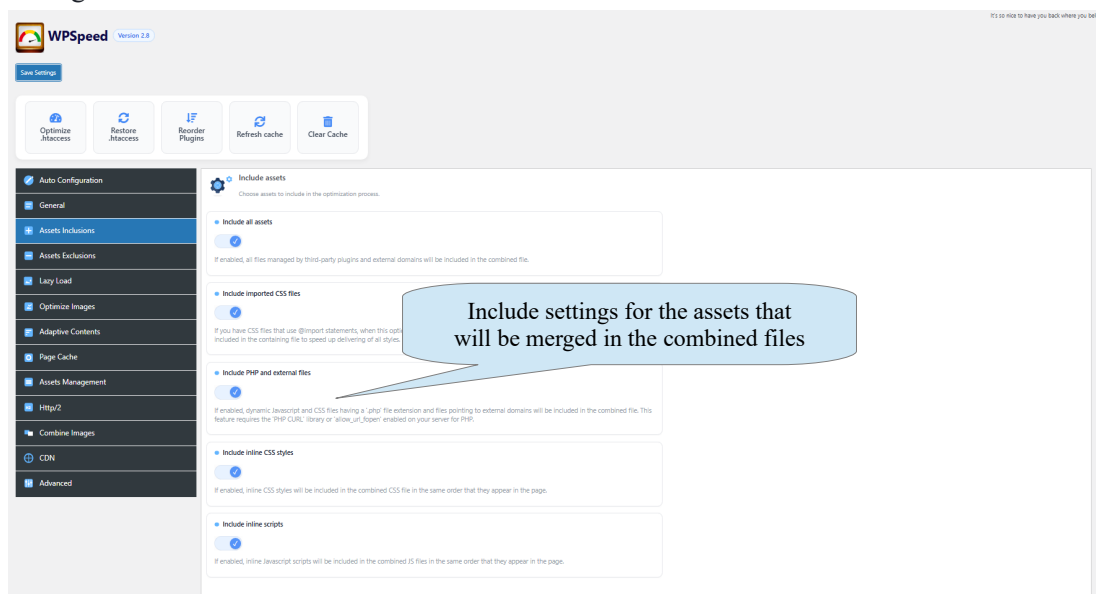 It's so nice to have you back where you bel
WPSpeed Version 2.8
Save Settings
Optimize
.htaccess
Restore
.htaccess
Reorder
Plugins
Refresh cache
Clear Cache
Auto Configuration
General
Assets Inclusions
Assets Exclusions
Lazy Load
Optimize Images
Adaptive Contents
Page Cache
Assets Management
Http/2
Combine Images
CDN
Advanced
Include assets
Choose assets to include in the optimization process.
Include all assets
If enabled, all files managed by third-party plugins and external domains will be included in the combined file.
Include imported CSS files
If you have CSS files that use @import statements, when this opti
included in the containing file to speed up delivering of all styles.
Include settings for the assets that
will be merged in the combined files
Include PHP and external files
If enabled, dynamic Javascript and CSS files having a '.php' file extension and files pointing to external domains will be included in the combined file. This
feature requires the 'PHP CURL' library or 'allow_url_fopen' enabled on your server for PHP.
Include inline CSS styles
If enabled, inline CSS styles will be included in the combined CSS file in the same order that they appear in the page.
Include inline scripts
If enabled, inline Javascript scripts will be included in the combined JS files in the same order that they appear in the page.